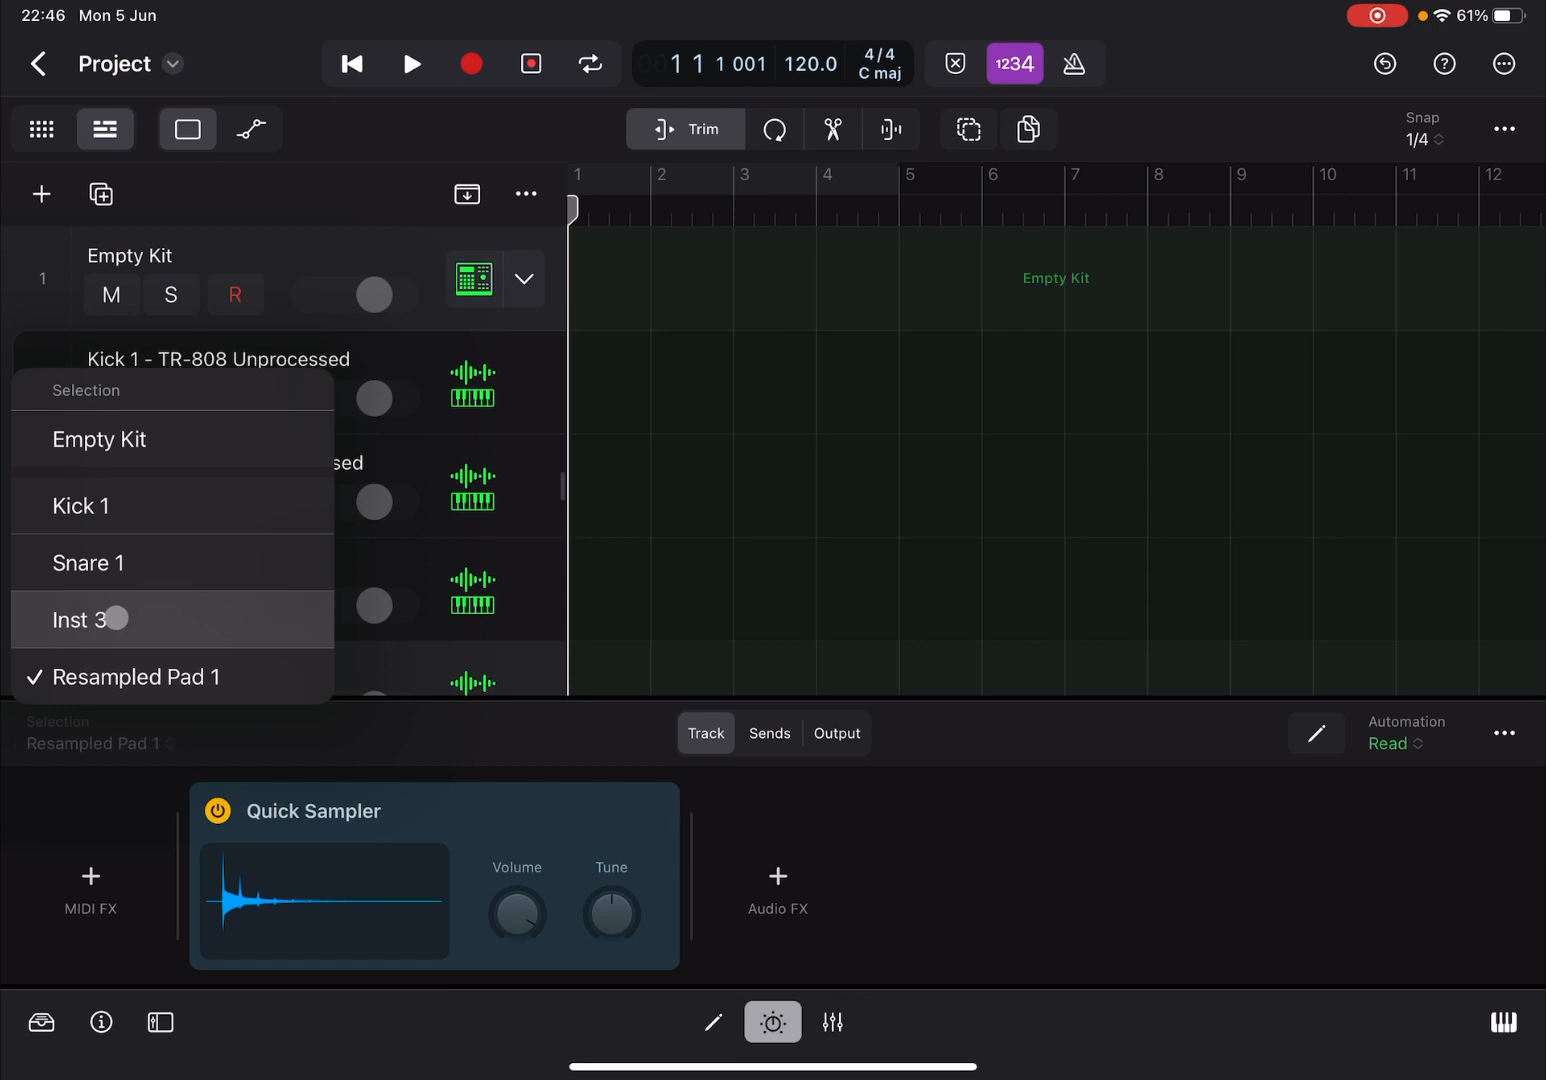 22:46 Mon 5 Jun
61%
Project
1 1 1 001
120.0
4/4
C maj
1234
Trim
Snap
1/4
1 2 3 4 5 6 7 8 9 10 11 12
1
Empty Kit
M S R
Empty Kit
Kick 1 - TR-808 Unprocessed
Selection
Empty Kit
sed
Kick 1
Snare 1
Inst 3
Resampled Pad 1
Selection
Resampled Pad 1
Track Sends Output
Automation
Read
Quick Sampler
Volume Tune
MIDI FX
Audio FX